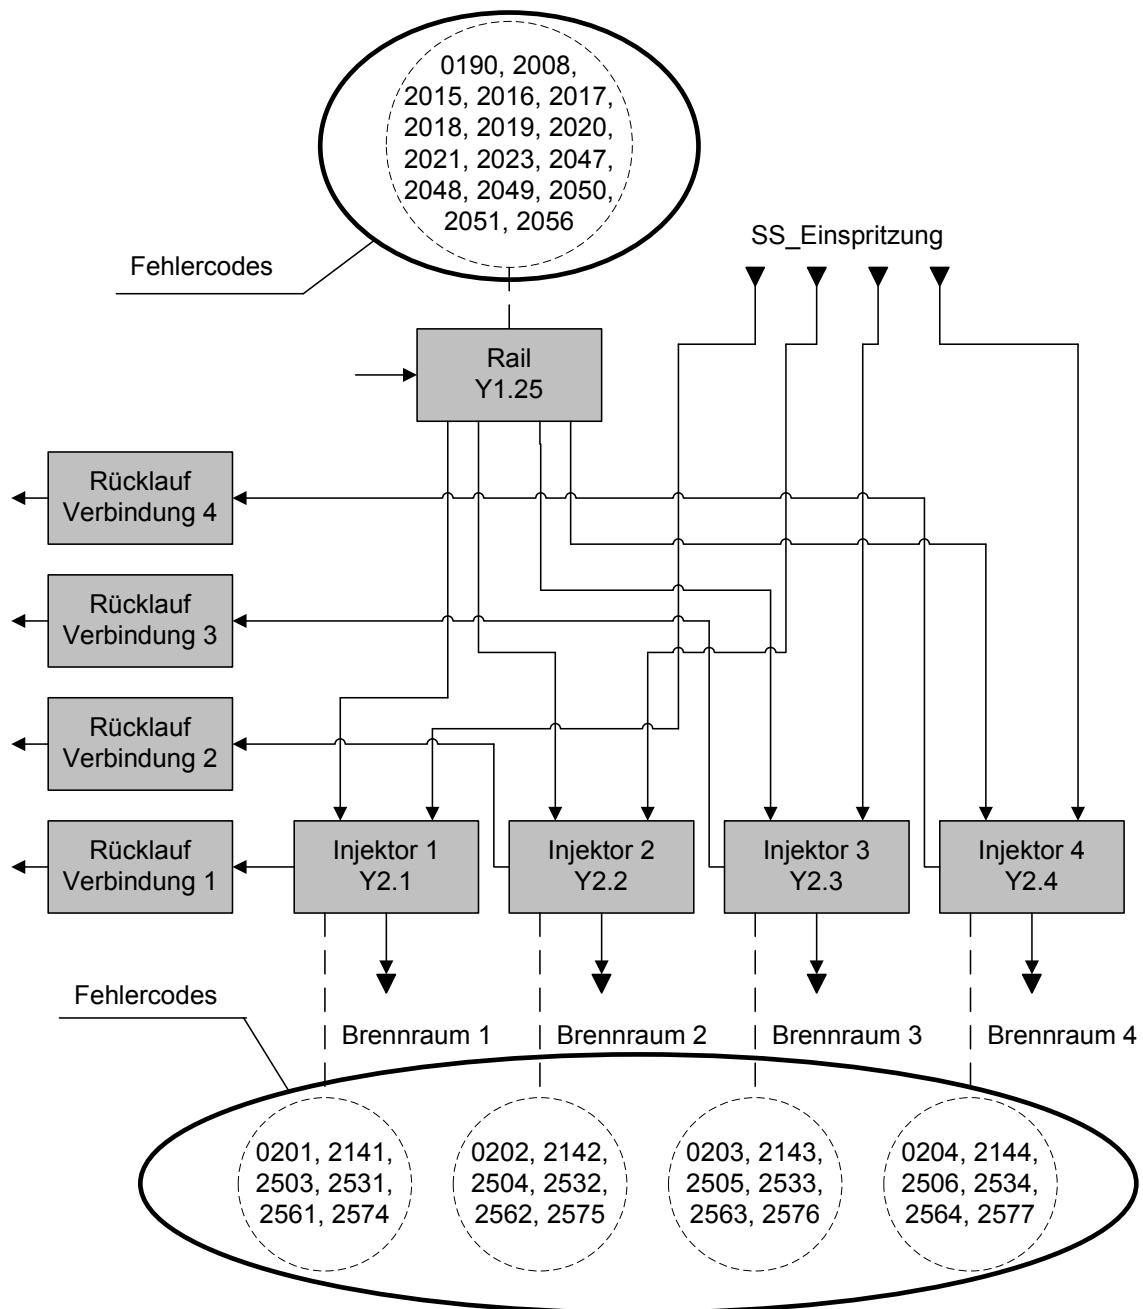 0190, 2008,
2015, 2016, 2017,
2018, 2019, 2020,
2021, 2023, 2047,
2048, 2049, 2050,
2051, 2056
SS_Einspritzung
Fehlercodes
Rail
Y1.25
Rücklauf
Verbindung 4
Rücklauf
Verbindung 3
Rücklauf
Verbindung 2
Rücklauf
Verbindung 1
Injektor 1
Y2.1
Injektor 2
Y2.2
Injektor 3
Y2.3
Injektor 4
Y2.4
Fehlercodes
Brennraum 1
Brennraum 2
Brennraum 3
Brennraum 4
0201, 2141,
2503, 2531,
2561, 2574
0202, 2142,
2504, 2532,
2562, 2575
0203, 2143,
2505, 2533,
2563, 2576
0204, 2144,
2506, 2534,
2564, 2577